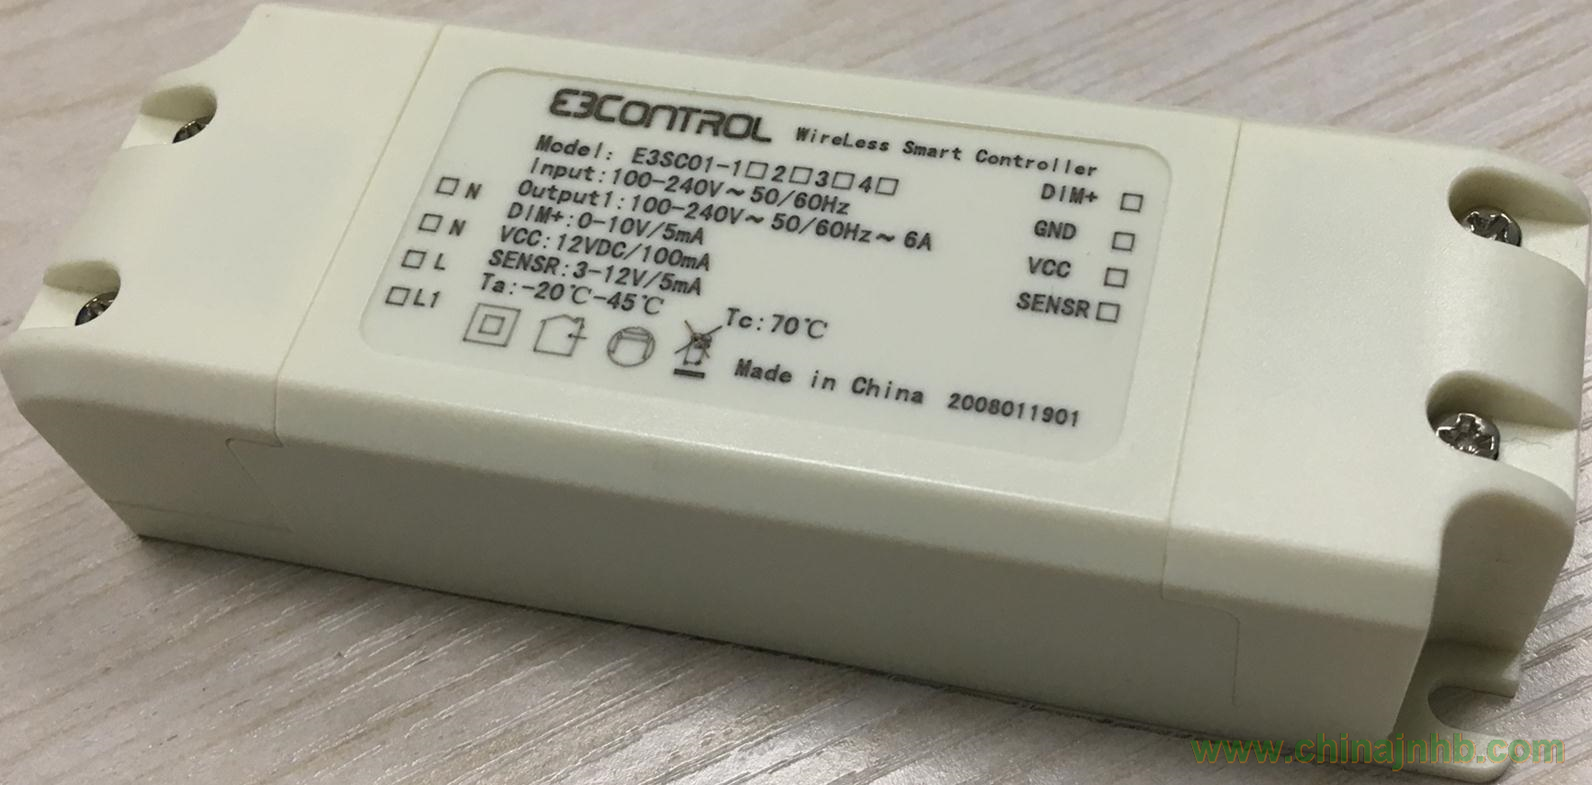 E3CONTROL WireLess Smart Controller
Model: E3SC01-1□2□3□4□
Input:100-240V~50/60Hz
Output1:100-240V~50/60Hz~6A
DIM+:0-10V/5mA
VCC:12VDC/100mA
SENSR:3-12V/5mA
Ta:-20℃-45℃ Tc:70℃
□ N
□ N
□ L
□ L1
DIM+ □
GND □
VCC □
SENSR □
Made in China 2008011901
www.chinajnhb.com